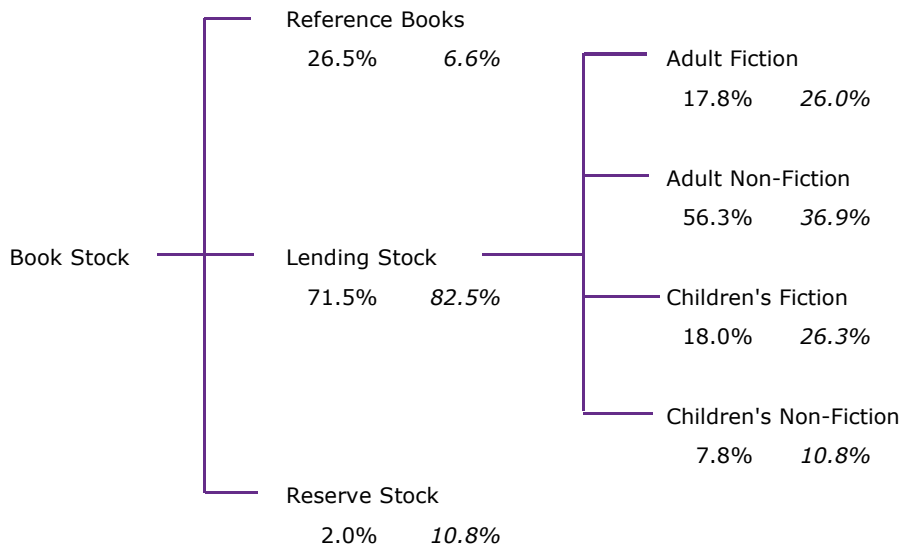 Reference Books
26.5% 6.6%
Adult Fiction
17.8% 26.0%
Adult Non-Fiction
56.3% 36.9%
Book Stock
Lending Stock
71.5% 82.5%
Children's Fiction
18.0% 26.3%
Children's Non-Fiction
7.8% 10.8%
Reserve Stock
2.0% 10.8%